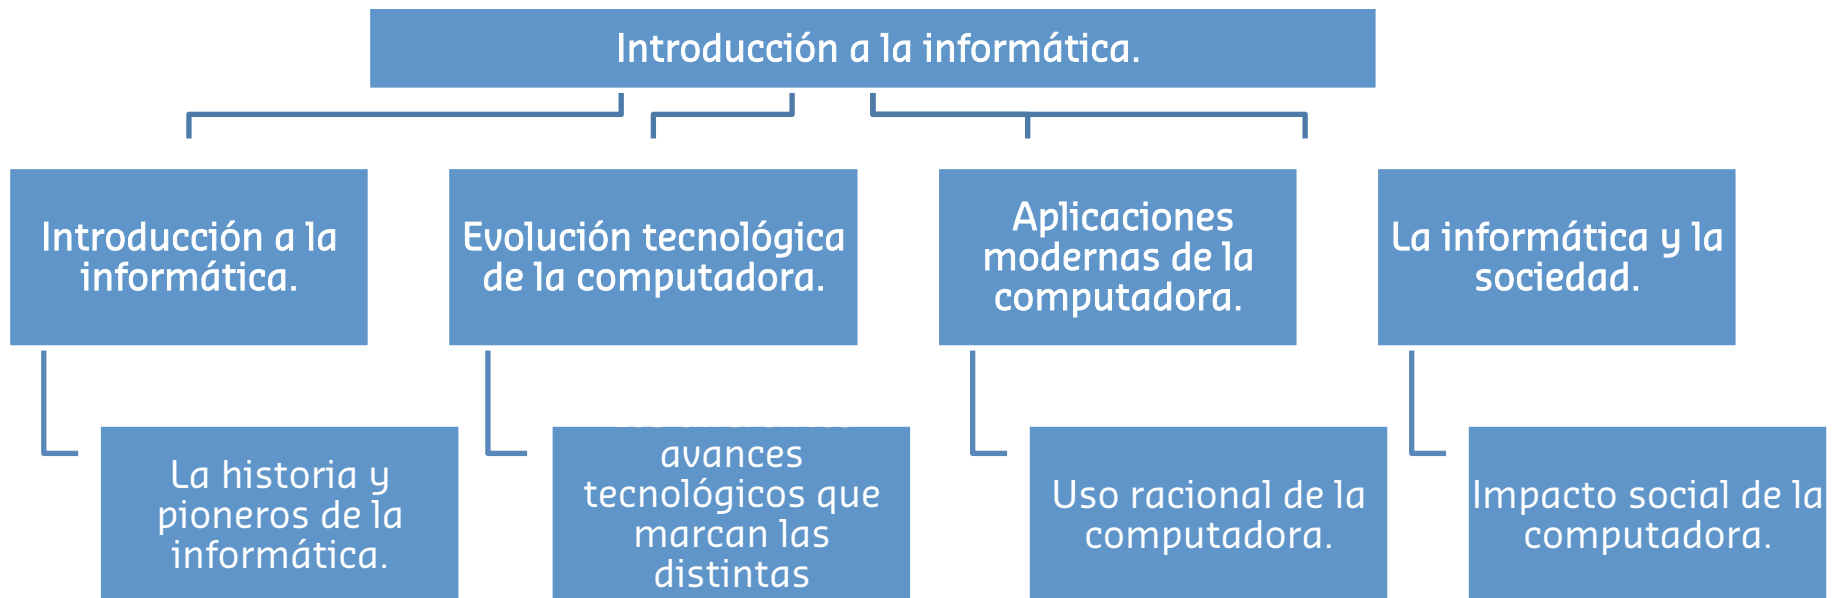 Introducción a la informática.
Introducción a la
informática.
Evolución tecnológica
de la computadora.
Aplicaciones
modernas de la
computadora.
La informática y la
sociedad.
La historia y
pioneros de la
informática.
avances
tecnológicos que
marcan las
distintas
Uso racional de la
computadora.
Impacto social de la
computadora.